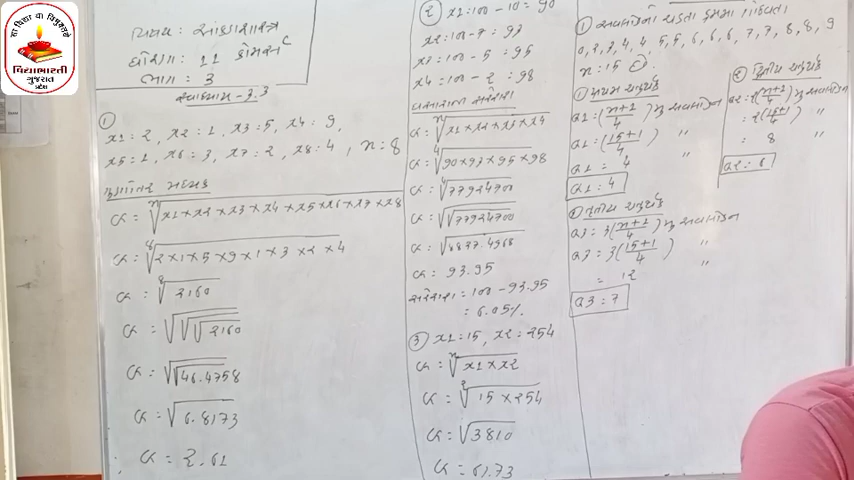 सा विद्या या विमुक्तये
विद्याभारती
ગુજરાત
પ્રદેશ
વિષય : આંકડાશાસ્ત્ર
ધોરણ : 11 કોમર્સ
ભાગ : 3
સ્વાધ્યાય - 3.3
①
x1 = 2, x2 = 1, x3 = 5, x4 = 9,
x5 = 1, x6 = 3, x7 = 2, x8 = 4, n = 8
ગુણોત્તર મધ્યક
G = ⁿ√x1 × x2 × x3 × x4 × x5 × x6 × x7 × x8
G = ⁸√2 × 1 × 5 × 9 × 1 × 3 × 2 × 4
G = ⁸√2160
G = √√√2160
G = √√46.4758
G = √6.8173
G = 2.61
② x1 = 100 - 10 = 90
x2 = 100 - 7 = 93
x3 = 100 - 5 = 95
x4 = 100 - 2 = 98
ઘસારાના સરેરાશ
G = ⁿ√x1 × x2 × x3 × x4
G = ⁴√90 × 93 × 95 × 98
G = ⁴√77924700
G = √√77924700
G = √8827.4968
G = 93.95
સરેરાશ = 100 - 93.95
= 6.05%
③ x1 = 15, x2 = 254
G = ⁿ√x1 × x2
G = ²√15 × 254
G = √3810
G = 61.73
① અવલોકનો ચડતા ક્રમમાં ગોઠવતા
0, 2, 3, 4, 4, 5, 5, 6, 6, 6, 7, 7, 8, 8, 9
n = 15
① પ્રથમ ચતુર્થક
Q1 = (n+1/4) મુ અવલોકન
Q1 = (15+1/4) "
Q1 = 4 "
Q1 = 4
② દ્વિતીય ચતુર્થક
Q2 = 2(n+1/4) મુ અવલોકન
= 2(15+1/4) "
= 8 "
Q2 = 6
③ તૃતીય ચતુર્થક
Q3 = 3(n+1/4) મુ અવલોકન
Q3 = 3(15+1/4) "
= 12 "
Q3 = 7